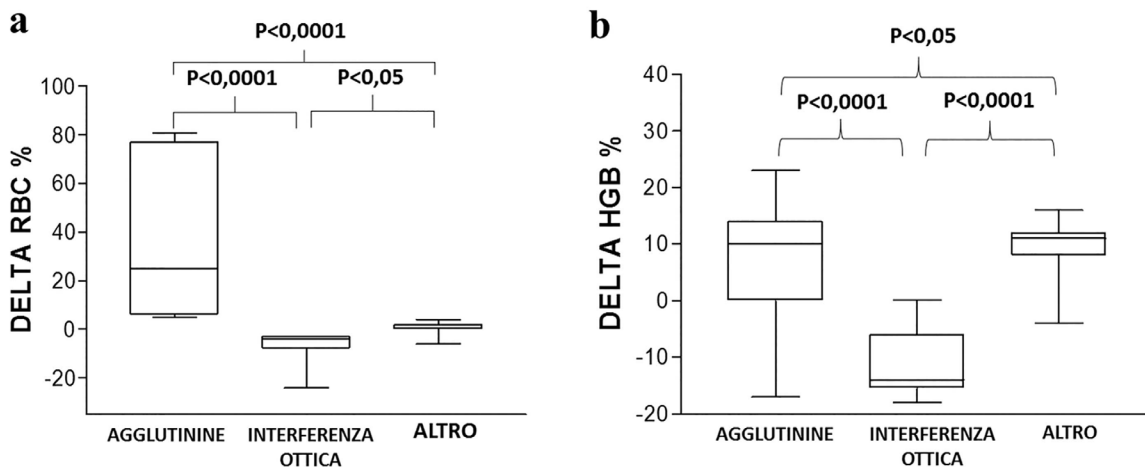 a
P<0,0001
P<0,0001
P<0,05
DELTA RBC %
100
80
60
40
20
0
-20
AGGLUTININE
INTERFERENZA
OTTICA
ALTRO
b
P<0,05
P<0,0001
P<0,0001
DELTA HGB %
40
30
20
10
0
-10
-20
AGGLUTININE
INTERFERENZA
OTTICA
ALTRO